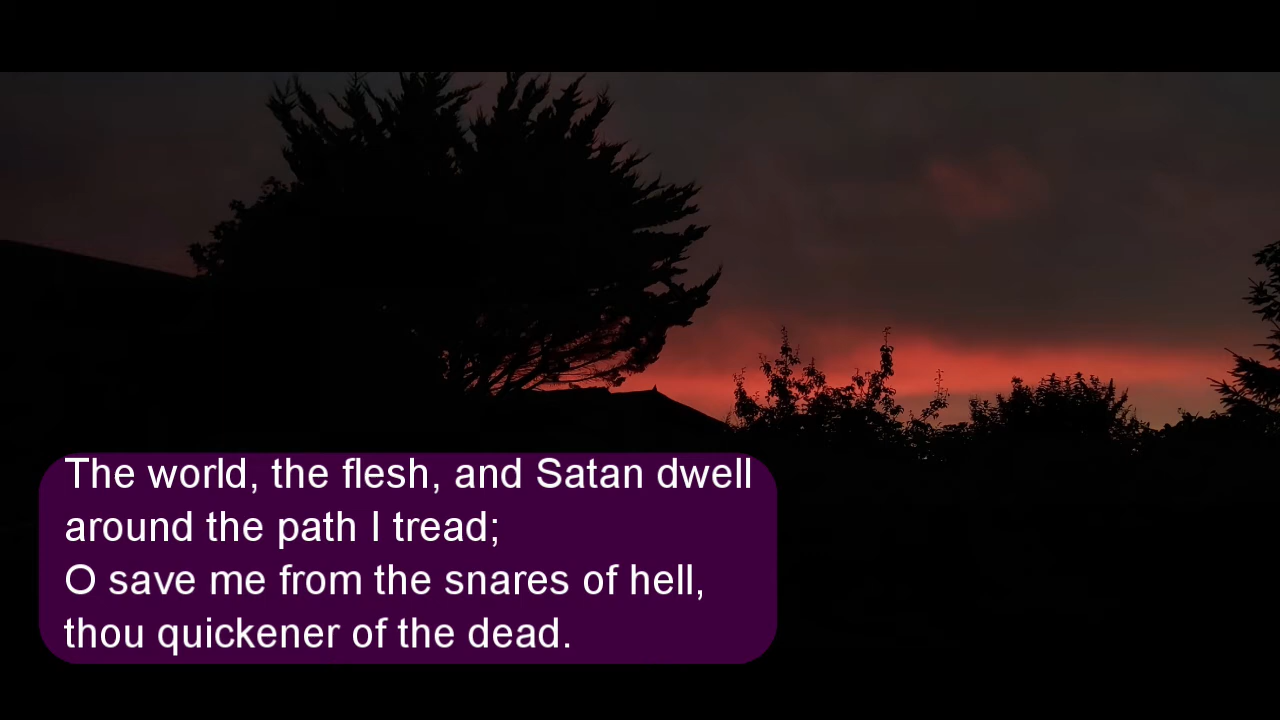 The world, the flesh, and Satan dwell
around the path I tread;
O save me from the snares of hell,
thou quickener of the dead.